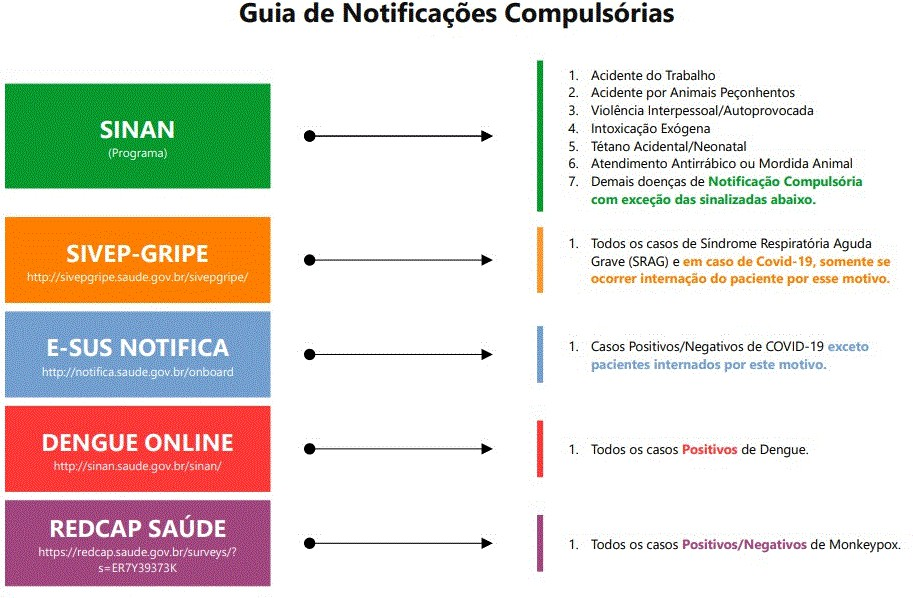 Guia de Notificações Compulsórias
SINAN
(Programa)
1. Acidente do Trabalho
2. Acidente por Animais Peçonhentos
3. Violência Interpessoal/Autoprovocada
4. Intoxicação Exógena
5. Tétano Acidental/Neonatal
6. Atendimento Antirrábico ou Mordida Animal
7. Demais doenças de Notificação Compulsória
com exceção das sinalizadas abaixo.
SIVEP-GRIPE
http://sivepgripe.saude.gov.br/sivepgripe/
1. Todos os casos de Síndrome Respiratória Aguda
Grave (SRAG) e em caso de Covid-19, somente se
ocorrer internação do paciente por esse motivo.
E-SUS NOTIFICA
http://notifica.saude.gov.br/onboard
1. Casos Positivos/Negativos de COVID-19 exceto
pacientes internados por este motivo.
DENGUE ONLINE
http://sinan.saude.gov.br/sinan/
1. Todos os casos Positivos de Dengue.
REDCAP SAÚDE
https://redcap.saude.gov.br/surveys/?
s=ER7Y39373K
1. Todos os casos Positivos/Negativos de Monkeypox.